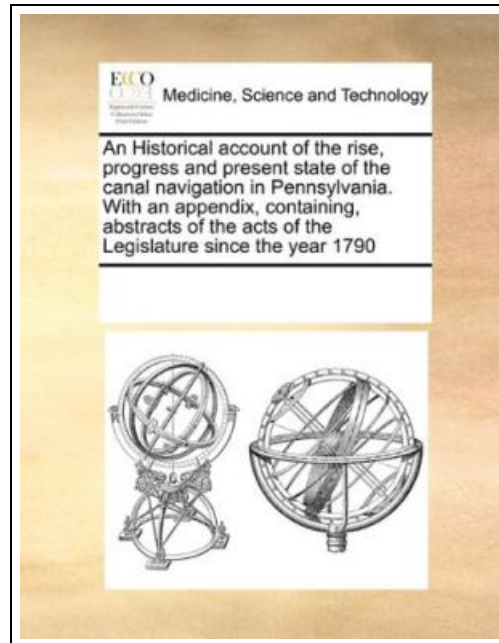 ECCO
Medicine, Science and Technology
An Historical account of the rise,
progress and present state of the
canal navigation in Pennsylvania.
With an appendix, containing,
abstracts of the acts of the
Legislature since the year 1790